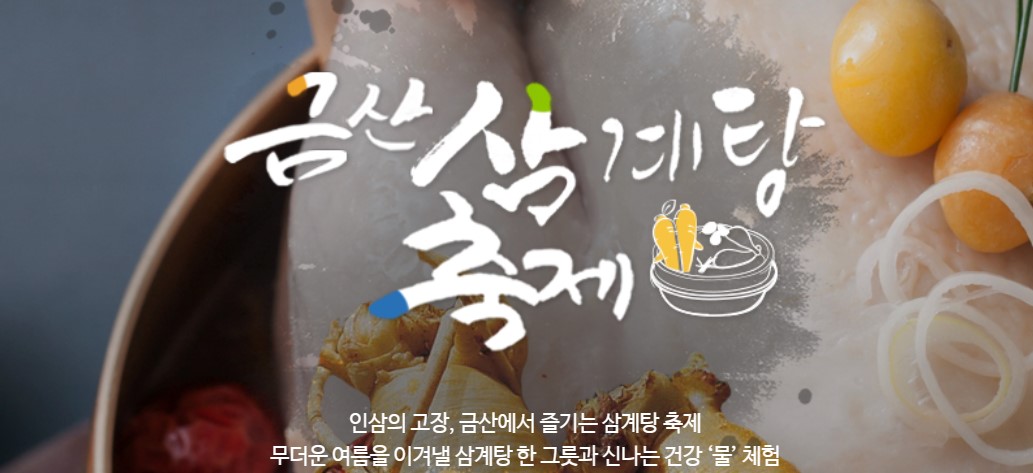 금산 삼계탕
축제
인삼의 고장, 금산에서 즐기는 삼계탕 축제
무더운 여름을 이겨낼 삼계탕 한 그릇과 신나는 건강 ‘물’ 체험